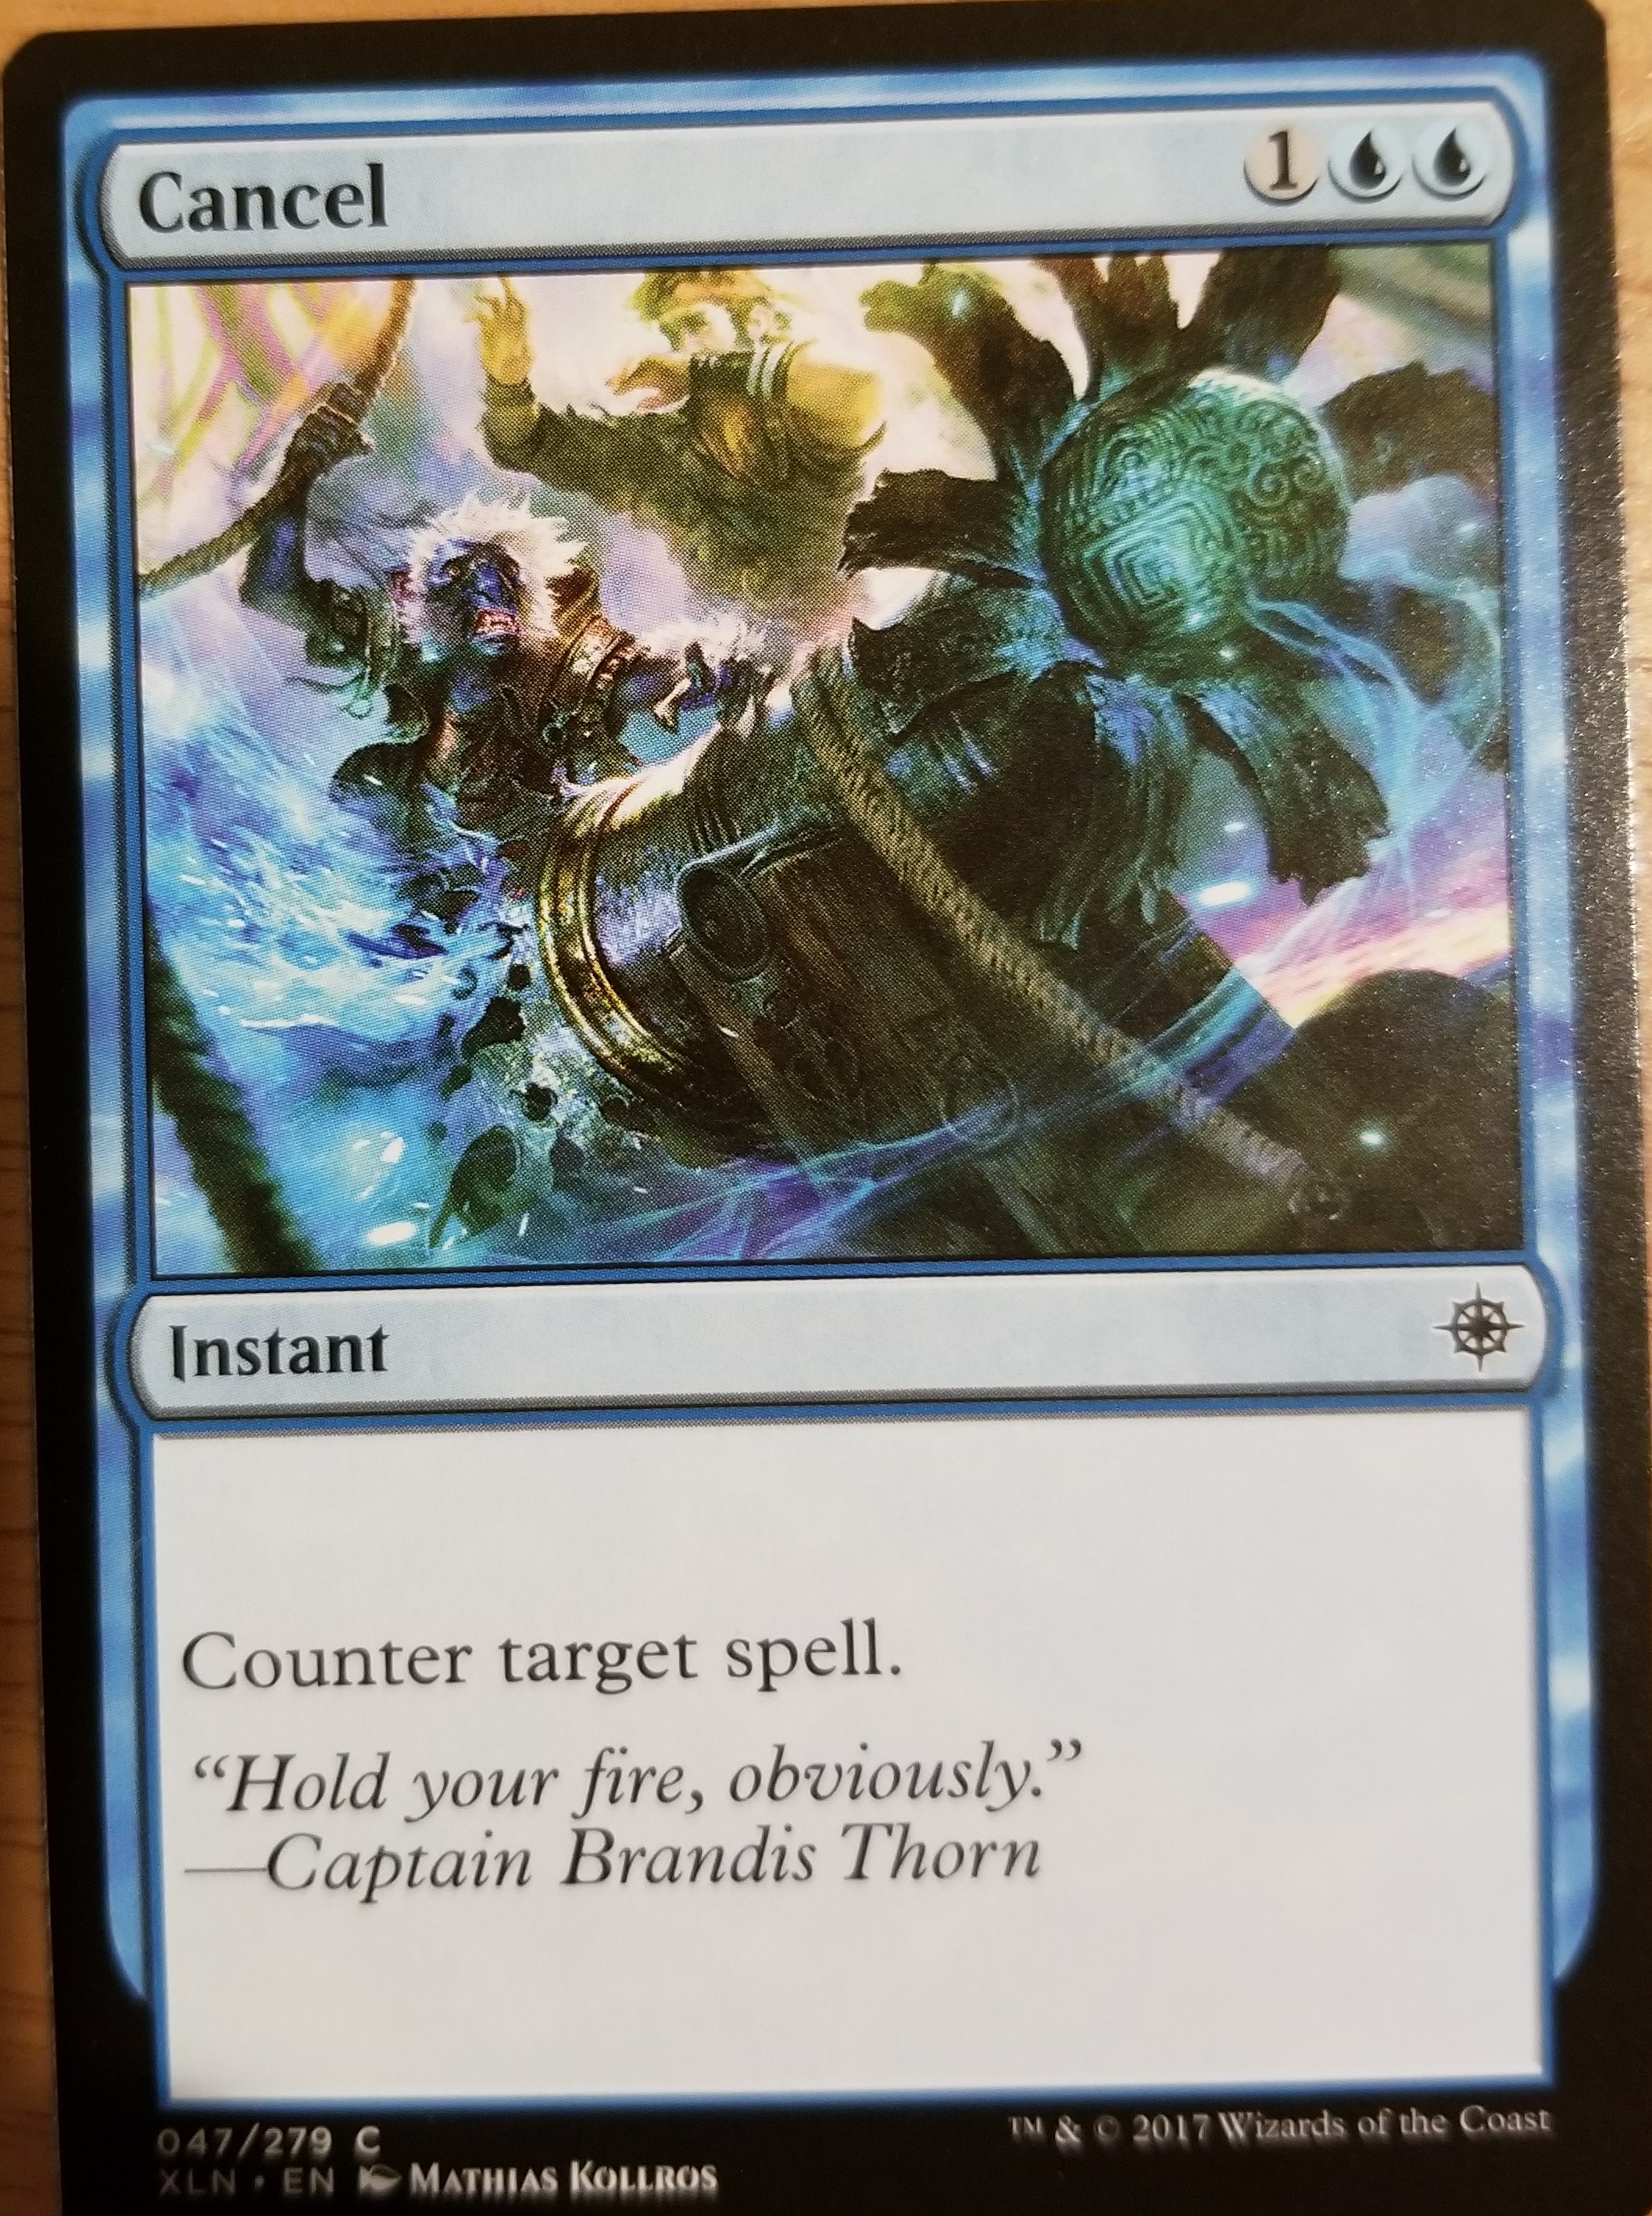 Cancel 1
Instant
Counter target spell.
“Hold your fire, obviously.”
—Captain Brandis Thorn
047/279 C
™ & © 2017 Wizards of the Coast
XLN • EN Mathias Kollros